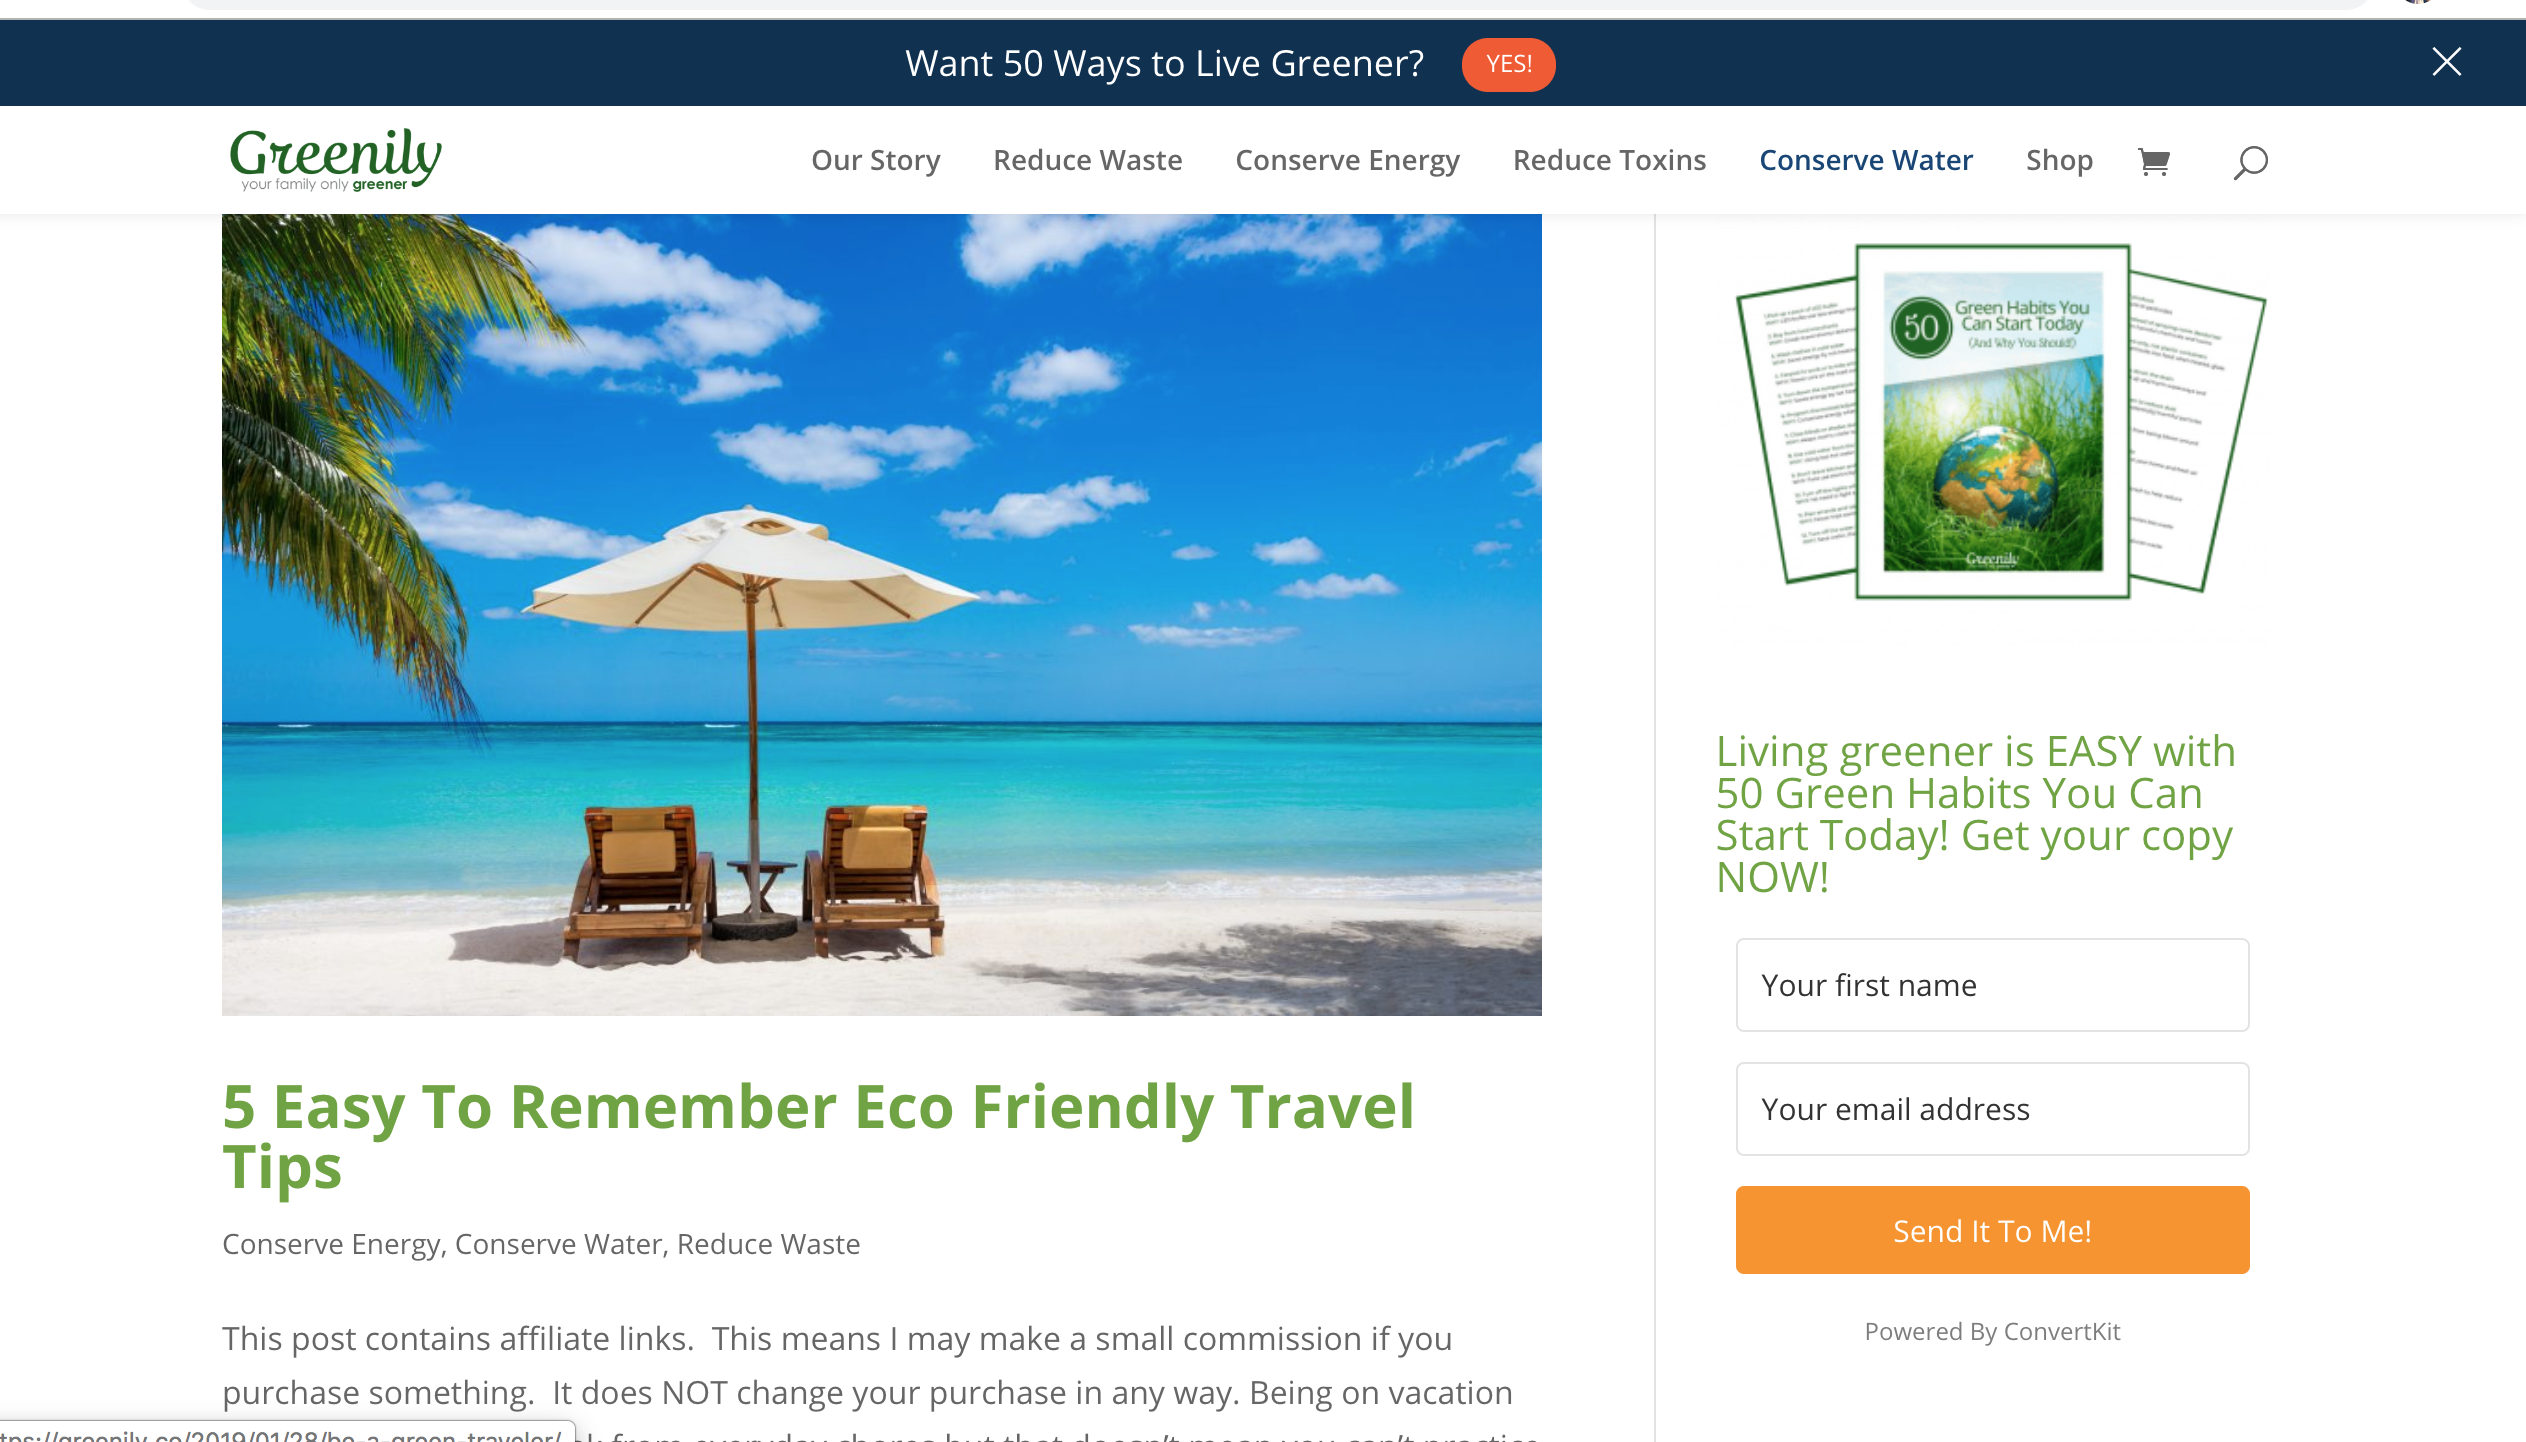 Want 50 Ways to Live Greener?
YES!
Greenily
your family only greener
Our Story
Reduce Waste
Conserve Energy
Reduce Toxins
Conserve Water
Shop
50
Green Habits You
Can Start Today
(And Why You Should!)
Greenily
Living greener is EASY with
50 Green Habits You Can
Start Today! Get your copy
NOW!
Your first name
Your email address
Send It To Me!
Powered By ConvertKit
5 Easy To Remember Eco Friendly Travel
Tips
Conserve Energy, Conserve Water, Reduce Waste
This post contains affiliate links.  This means I may make a small commission if you
purchase something.  It does NOT change your purchase in any way. Being on vacation
from everyday chores but that doesn't mean you can't practice
tps://greenily.co/2019/01/28/be-a-green-traveler/